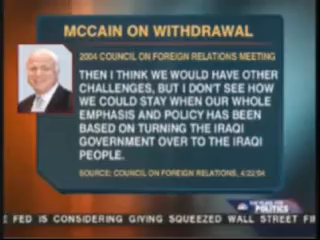 MCCAIN ON WITHDRAWAL
2004 COUNCIL ON FOREIGN RELATIONS MEETING
THEN I THINK WE WOULD HAVE OTHER
CHALLENGES, BUT I DON'T SEE HOW
WE COULD STAY WHEN OUR WHOLE
EMPHASIS AND POLICY HAS BEEN
BASED ON TURNING THE IRAQI
GOVERNMENT OVER TO THE IRAQI
PEOPLE.
SOURCE: COUNCIL ON FOREIGN RELATIONS, 4/22/04
THE PLACE FOR
POLITICS
E FED IS CONSIDERING GIVING SQUEEZED WALL STREET FI